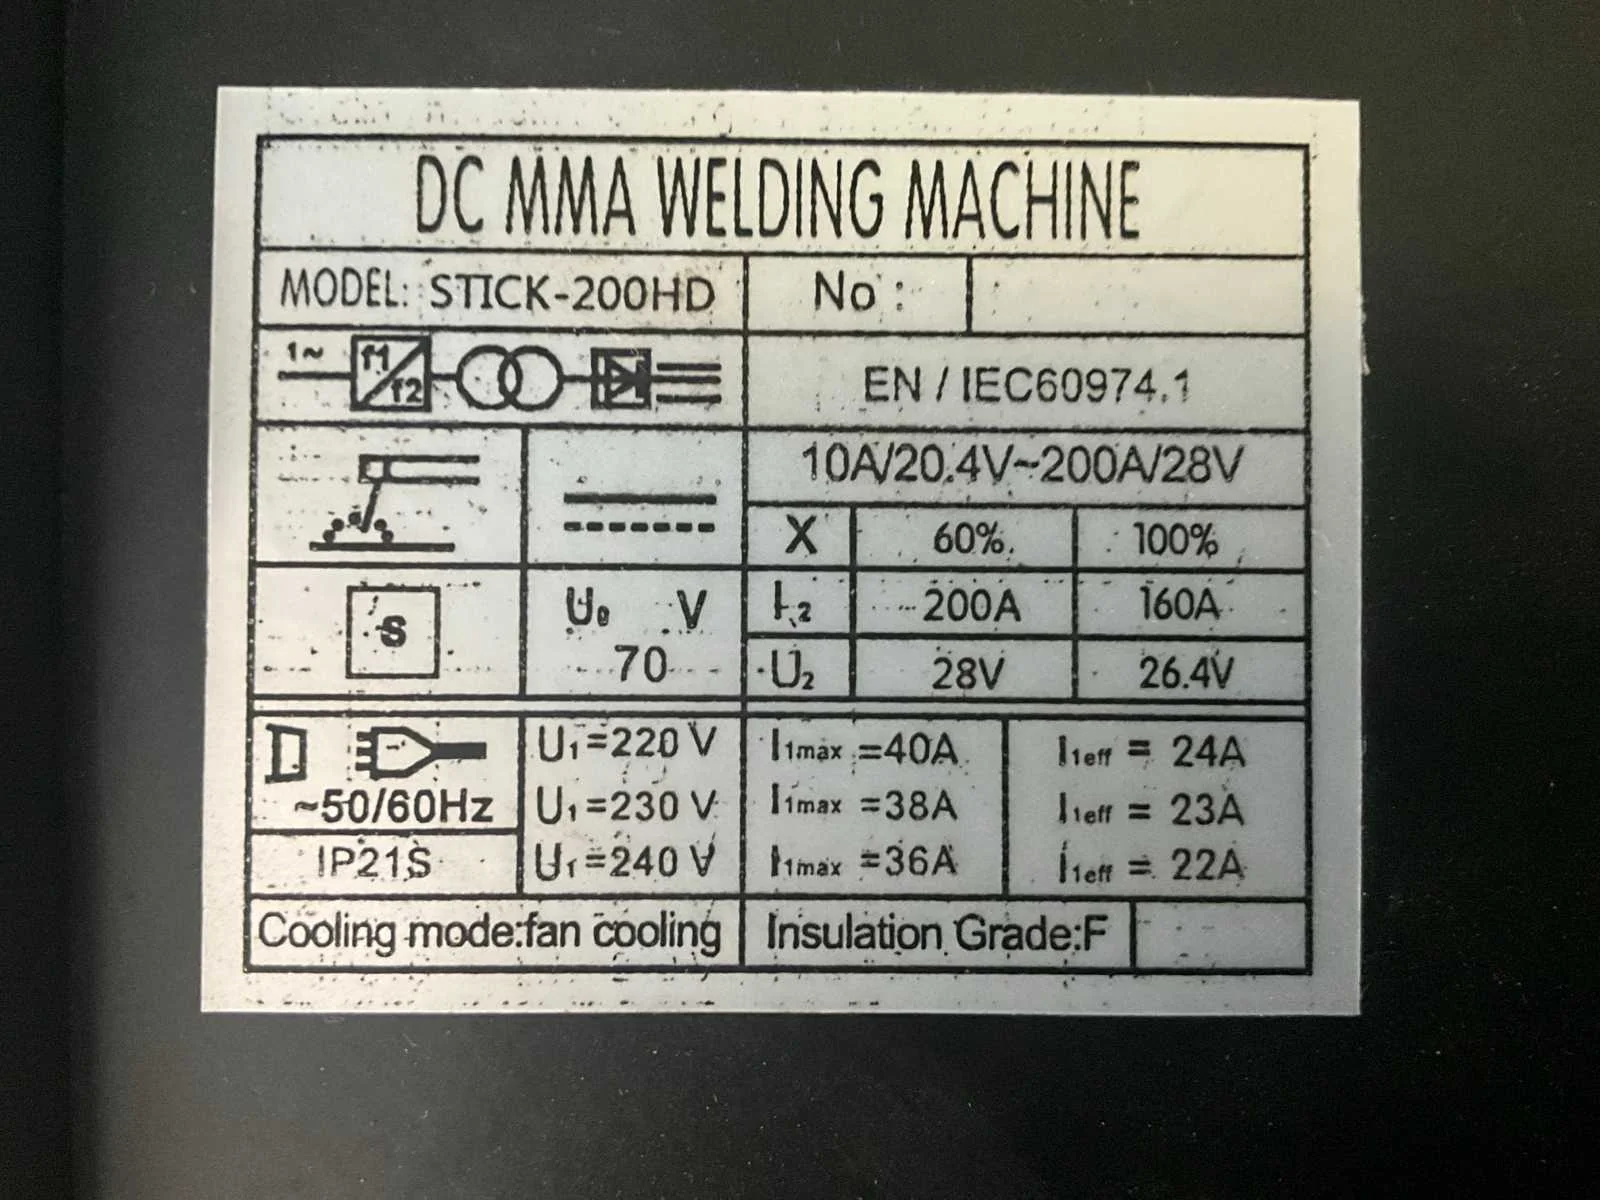 DC MMA WELDING MACHINE
MODEL: STICK-200HD No :
1~ f1 f2
EN / IEC60974.1
10A/20.4V~200A/28V
X 60% 100%
I2 200A 160A
S U0 V
70
U2 28V 26.4V
U1=220 V I1max =40A I1eff = 24A
~50/60Hz U1=230 V I1max =38A I1eff = 23A
IP21S U1=240 V I1max =36A I1eff = 22A
Cooling mode:fan cooling Insulation Grade:F